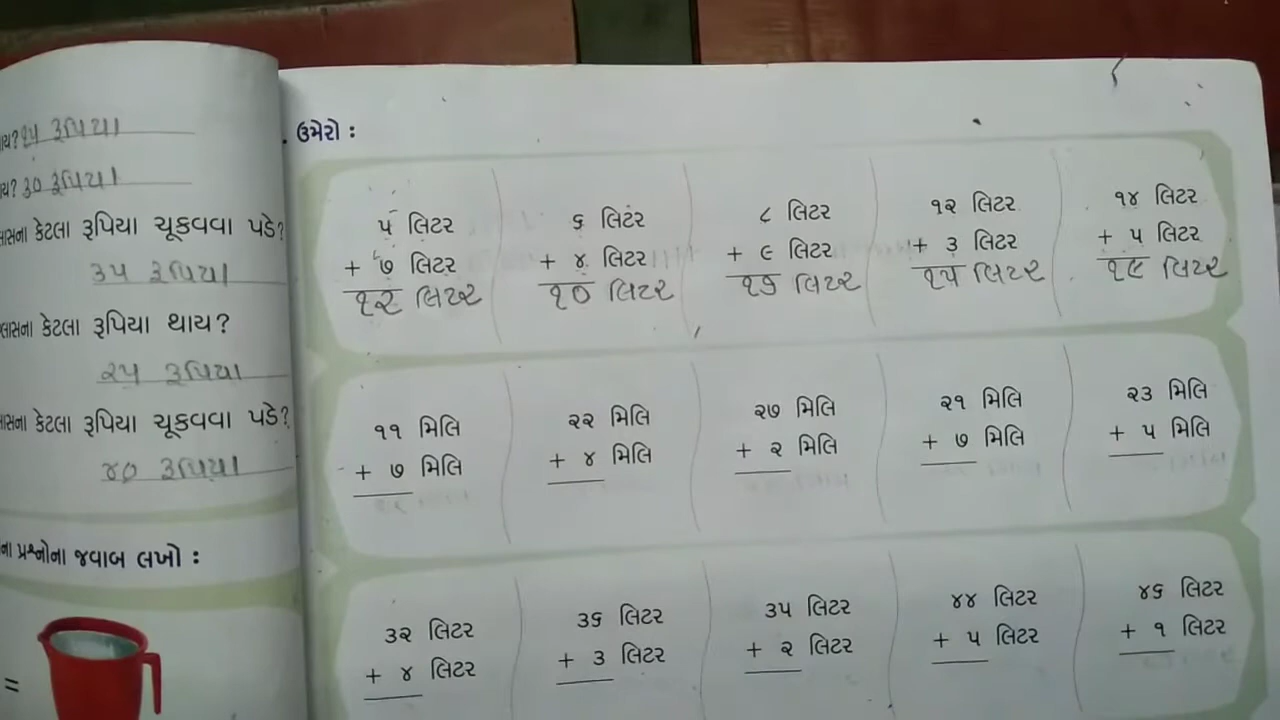 થાય? ૨૫ રૂપિયા
થાય? ૩૦ રૂપિયા
કેટલા રૂપિયા ચૂકવવા પડે?
૩૫ રૂપિયા
કેટલા રૂપિયા થાય?
૨૫ રૂપિયા
કેટલા રૂપિયા ચૂકવવા પડે?
૪૦ રૂપિયા
પ્રશ્નોના જવાબ લખો :
=
ઉમેરો :
૫ લિટર ૬ લિટર ૮ લિટર ૧૨ લિટર ૧૪ લિટર
+ ૭ લિટર + ૪ લિટર + ૯ લિટર + ૩ લિટર + ૫ લિટર
૧૨ લિટર ૧૦ લિટર ૧૭ લિટર ૧૫ લિટર ૧૯ લિટર
૧૧ મિલિ ૨૨ મિલિ ૨૭ મિલિ ૨૧ મિલિ ૨૩ મિલિ
+ ૭ મિલિ + ૪ મિલિ + ૨ મિલિ + ૭ મિલિ + ૫ મિલિ
૩૨ લિટર ૩૬ લિટર ૩૫ લિટર ૪૪ લિટર ૪૬ લિટર
+ ૪ લિટર + ૩ લિટર + ૨ લિટર + ૫ લિટર + ૧ લિટર